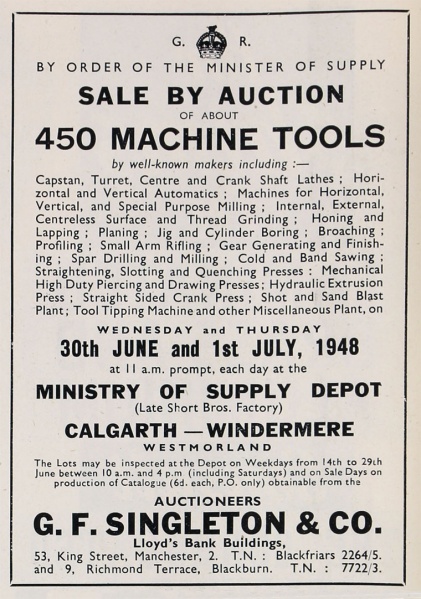 G. R.
BY ORDER OF THE MINISTER OF SUPPLY
SALE BY AUCTION
OF ABOUT
450 MACHINE TOOLS
by well-known makers including :—
Capstan, Turret, Centre and Crank Shaft Lathes ; Hori-
zontal and Vertical Automatics ; Machines for Horizontal,
Vertical, and Special Purpose Milling ; Internal, External,
Centreless Surface and Thread Grinding ; Honing and
Lapping ; Planing ; Jig and Cylinder Boring ; Broaching ;
Profiling ; Small Arm Rifling ; Gear Generating and Finish-
ing ; Spar Drilling and Milling ; Cold and Band Sawing ;
Straightening, Slotting and Quenching Presses : Mechanical
High Duty Piercing and Drawing Presses ; Hydraulic Extrusion
Press ; Straight Sided Crank Press ; Shot and Sand Blast
Plant ; Tool Tipping Machine and other Miscellaneous Plant, on
WEDNESDAY and THURSDAY
30th JUNE and 1st JULY, 1948
at 11 a.m. prompt, each day at the
MINISTRY OF SUPPLY DEPOT
(Late Short Bros. Factory)
CALGARTH — WINDERMERE
WESTMORLAND
The Lots may be inspected at the Depot on Weekdays from 14th to 29th
June between 10 a.m. and 4 p.m (including Saturdays) and on Sale Days on
production of Catalogue (6d. each, P.O. only) obtainable from the
AUCTIONEERS
G. F. SINGLETON & CO.
Lloyd's Bank Buildings,
53, King Street, Manchester, 2. T.N. : Blackfriars 2264/5.
and 9, Richmond Terrace, Blackburn. T.N. : 7722/3.